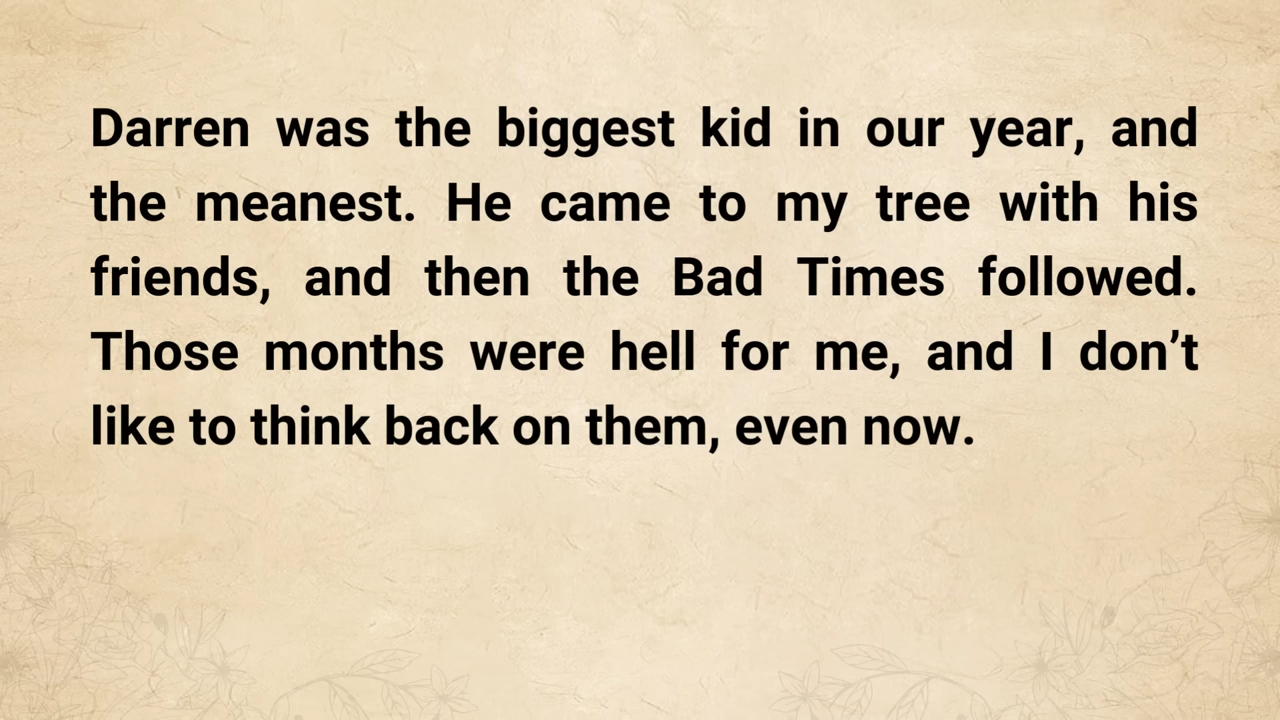 Darren was the biggest kid in our year, and
the meanest. He came to my tree with his
friends, and then the Bad Times followed.
Those months were hell for me, and I don’t
like to think back on them, even now.